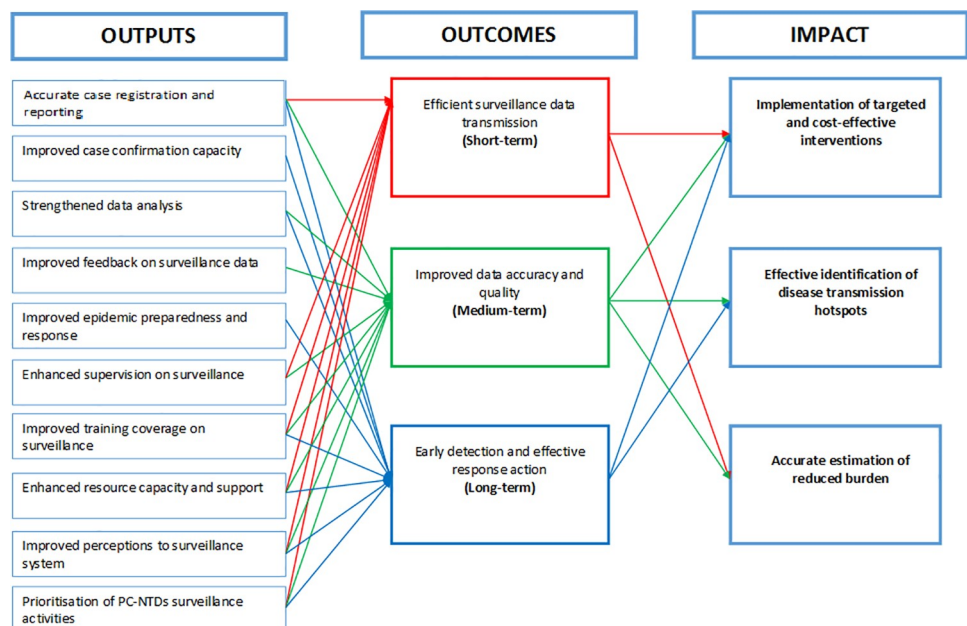 OUTPUTS
Accurate case registration and
reporting
Improved case confirmation capacity
Strengthened data analysis
Improved feedback on surveillance data
Improved epidemic preparedness and
response
Enhanced supervision on surveillance
Improved training coverage on
surveillance
Enhanced resource capacity and support
Improved perceptions to surveillance
system
Prioritisation of PC-NTDs surveillance
activities
OUTCOMES
Efficient surveillance data
transmission
(Short-term)
Improved data accuracy and
quality
(Medium-term)
Early detection and effective
response action
(Long-term)
IMPACT
Implementation of targeted
and cost-effective
interventions
Effective identification of
disease transmission
hotspots
Accurate estimation of
reduced burden